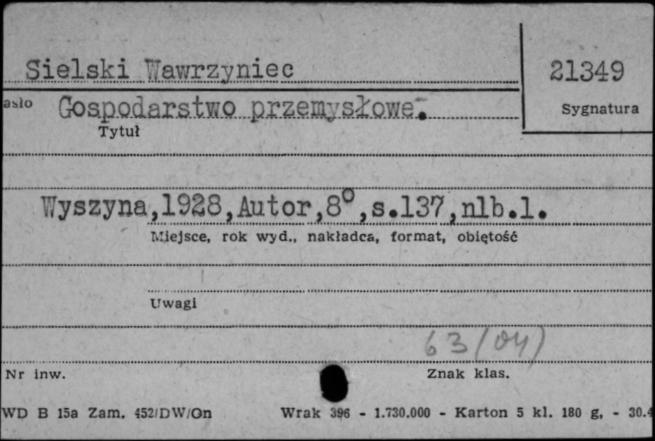 Sielski Wawrzyniec
21349
asło Gospodarstwo przemysłowe.
Sygnatura
Tytuł
Wyszyna,1928,Autor,8°,s.137,nlb.1.
Miejsce, rok wyd., nakładca, format, objętość
Uwagi
63/04/
Nr inw.
Znak klas.
WD B 15a Zam. 452/DW/On Wrak 396 - 1.730.000 - Karton 5 kl. 180 g, - 30.4